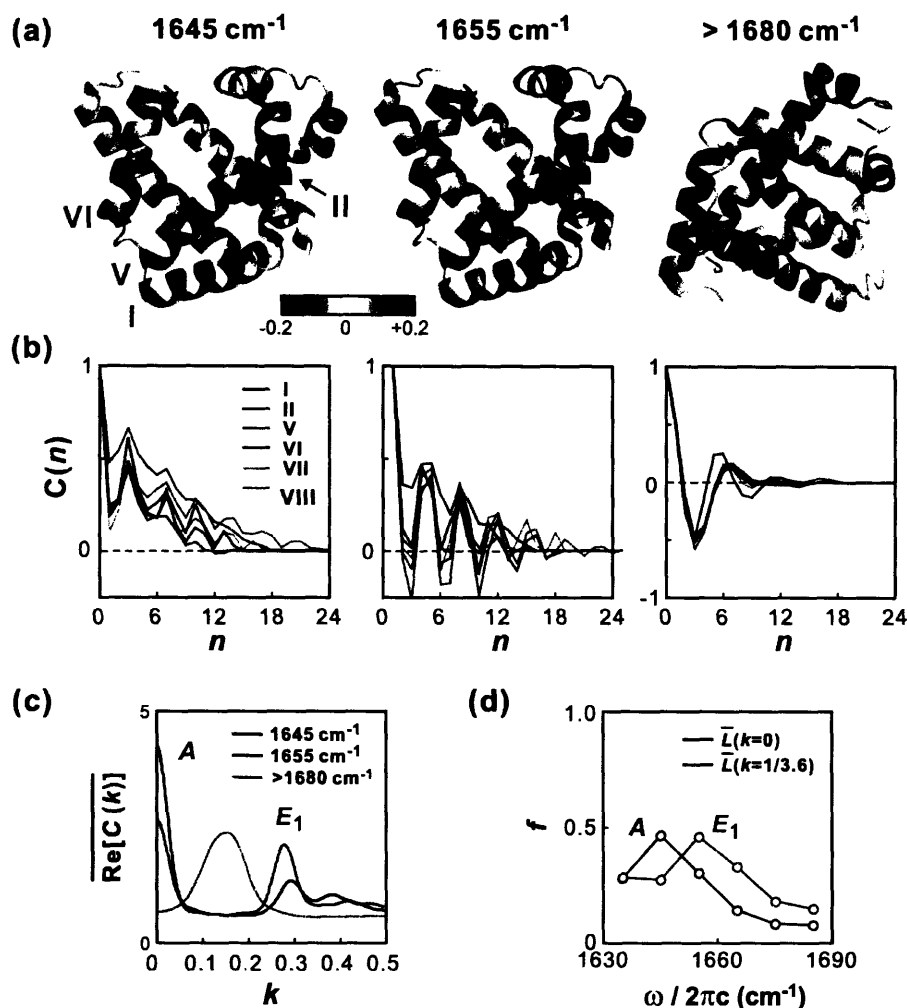 (a)
1645 cm⁻¹
1655 cm⁻¹
> 1680 cm⁻¹
VI
II
V
I
-0.2 0 +0.2
(b)
1
C(n)
0
I
II
V
VI
VII
VIII
0 6 12 18 24
n
1
0
0 6 12 18 24
n
1
0
-1
0 6 12 18 24
n
(c)
5
Re[C(k)]
0
A
1645 cm⁻¹
1655 cm⁻¹
>1680 cm⁻¹
E₁
0 0.1 0.2 0.3 0.4 0.5
k
(d)
1.0
f
0.5
0
L̅(k=0)
L̅(k=1/3.6)
A
E₁
1630 1660 1690
ω / 2πc (cm⁻¹)